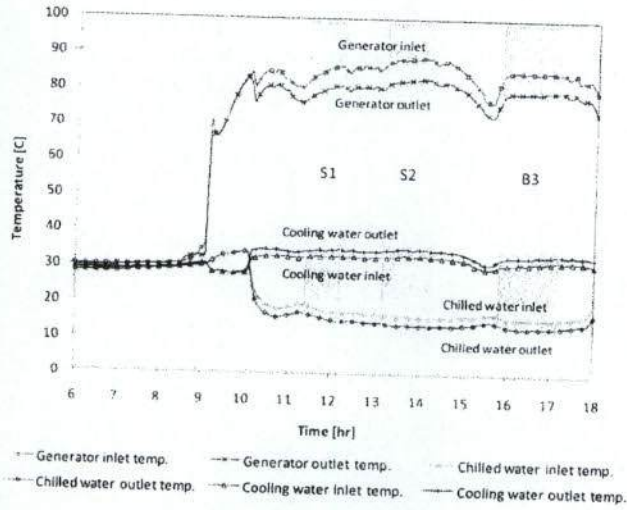 100
90
80
70
60
50
40
30
20
10
0
Temperature [C]
Generator inlet
Generator outlet
S1
S2
B3
Cooling water outlet
Cooling water inlet
Chilled water inlet
Chilled water outlet
6 7 8 9 10 11 12 13 14 15 16 17 18
Time [hr]
Generator inlet temp. Generator outlet temp. Chilled water inlet temp.
Chilled water outlet temp. Cooling water inlet temp. Cooling water outlet temp.